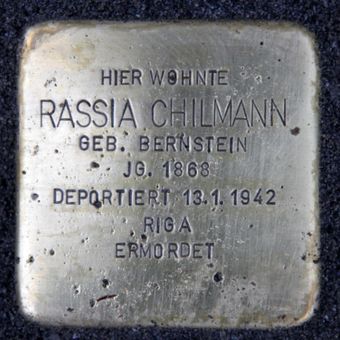 HIER WOHNTE
RASSIA CHILMANN
GEB. BERNSTEIN
JG. 1868
DEPORTIERT 13.1.1942
RIGA
ERMORDET